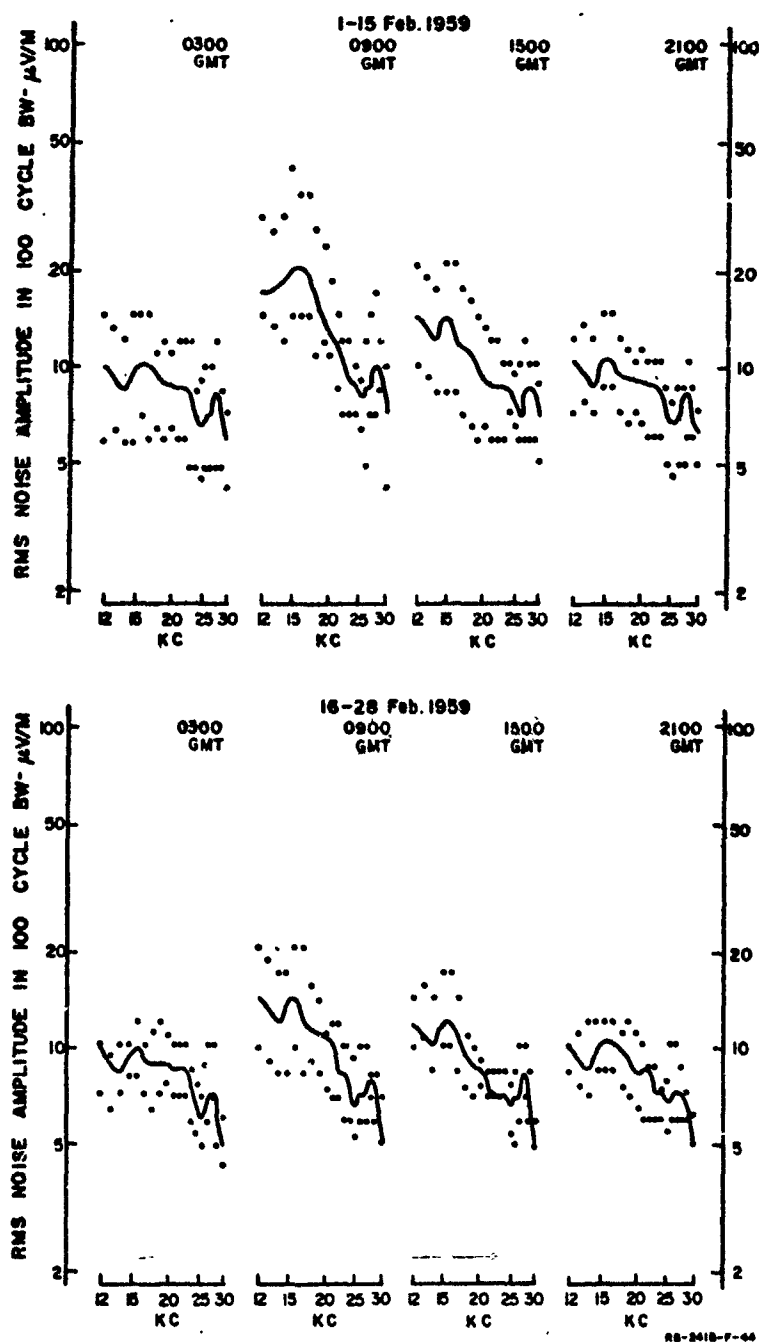 1-15 Feb. 1959
0300 GMT
0900 GMT
1500 GMT
2100 GMT
RMS NOISE AMPLITUDE IN 100 CYCLE BW-μV/M
100
50
20
10
5
2
100
50
20
10
5
2
12 15 20 25 30
KC
12 15 20 25 30
KC
12 15 20 25 30
KC
12 15 20 25 30
KC
16-28 Feb. 1959
0300 GMT
0900 GMT
1500 GMT
2100 GMT
RMS NOISE AMPLITUDE IN 100 CYCLE BW-μV/M
100
50
20
10
5
2
100
50
20
10
5
2
12 15 20 25 30
KC
12 15 20 25 30
KC
12 15 20 25 30
KC
12 15 20 25 30
KC
RB-2418-F-44